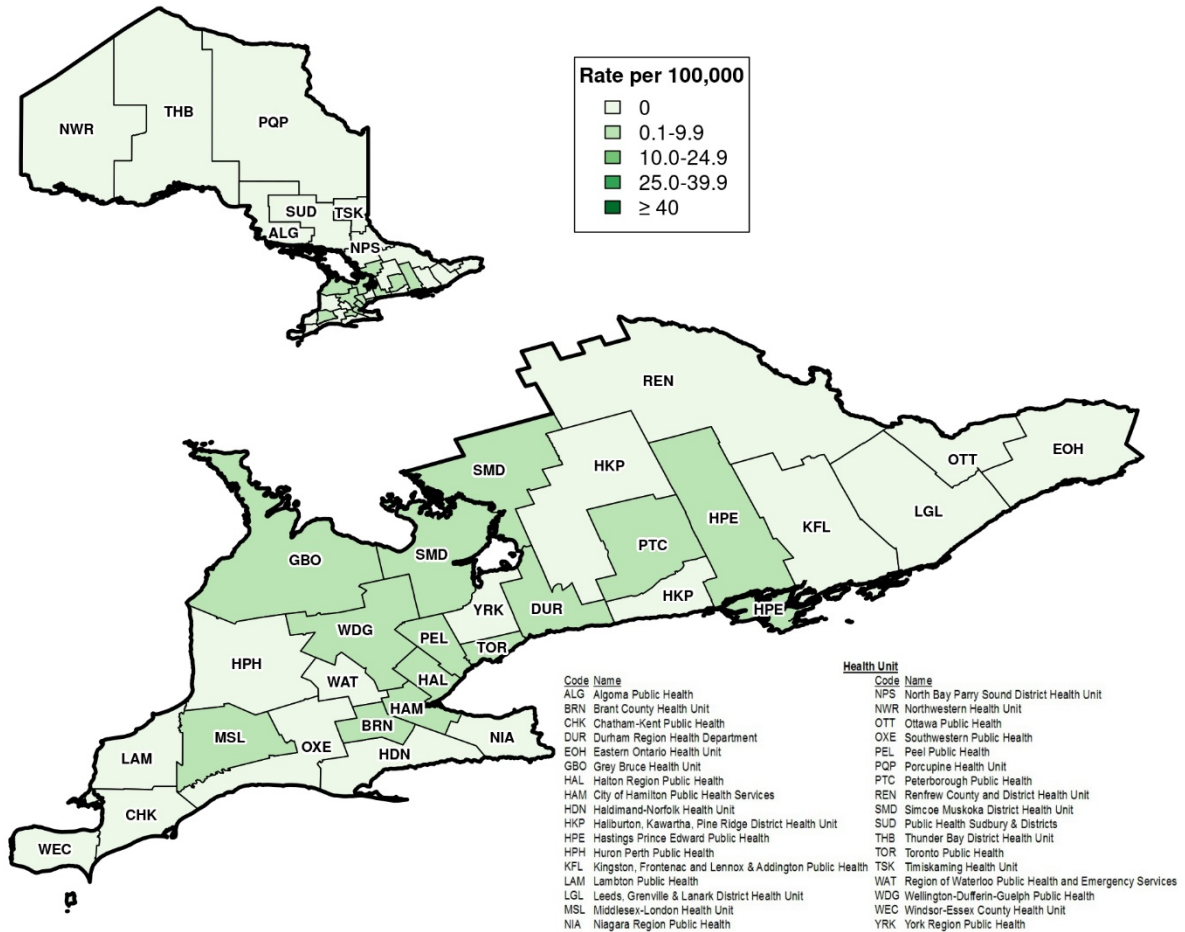 NWR
THB
PQP
SUD
TSK
ALG
NPS
Rate per 100,000
0
0.1-9.9
10.0-24.9
25.0-39.9
≥ 40
REN
SMD
HKP
OTT
EOH
HPE
KFL
LGL
GBO
SMD
PTC
YRK
DUR
HKP
HPE
WDG
PEL
TOR
HPH
WAT
HAL
HAM
MSL
BRN
OXE
NIA
LAM
HDN
CHK
WEC
Health Unit
Code Name
ALG Algoma Public Health
BRN Brant County Health Unit
CHK Chatham-Kent Public Health
DUR Durham Region Health Department
EOH Eastern Ontario Health Unit
GBO Grey Bruce Health Unit
HAL Halton Region Public Health
HAM City of Hamilton Public Health Services
HDN Haldimand-Norfolk Health Unit
HKP Haliburton, Kawartha, Pine Ridge District Health Unit
HPE Hastings Prince Edward Public Health
HPH Huron Perth Public Health
KFL Kingston, Frontenac and Lennox & Addington Public Health
LAM Lambton Public Health
LGL Leeds, Grenville & Lanark District Health Unit
MSL Middlesex-London Health Unit
NIA Niagara Region Public Health
Code Name
NPS North Bay Parry Sound District Health Unit
NWR Northwestern Health Unit
OTT Ottawa Public Health
OXE Southwestern Public Health
PEL Peel Public Health
PQP Porcupine Health Unit
PTC Peterborough Public Health
REN Renfrew County and District Health Unit
SMD Simcoe Muskoka District Health Unit
SUD Public Health Sudbury & Districts
THB Thunder Bay District Health Unit
TOR Toronto Public Health
TSK Timiskaming Health Unit
WAT Region of Waterloo Public Health and Emergency Services
WDG Wellington-Dufferin-Guelph Public Health
WEC Windsor-Essex County Health Unit
YRK York Region Public Health